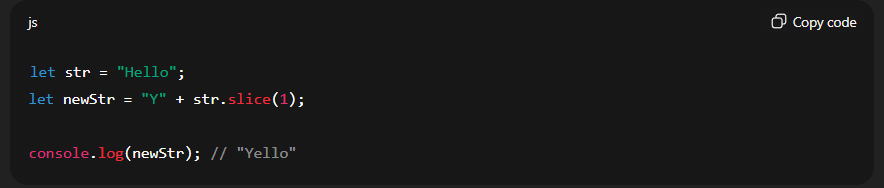 js
Copy code
let str = "Hello";
let newStr = "Y" + str.slice(1);
console.log(newStr); // "Yello"